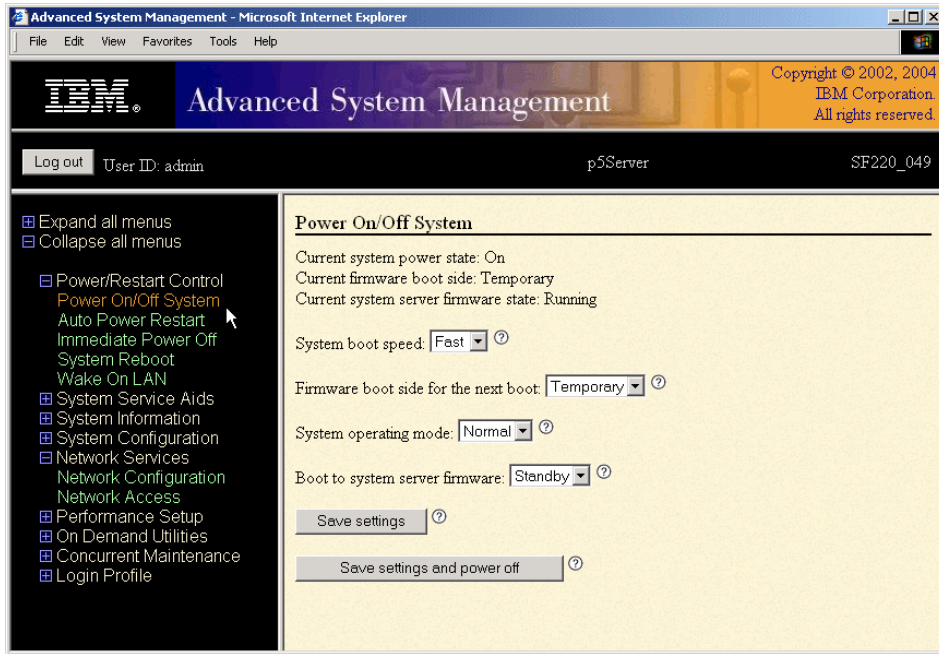 Advanced System Management - Microsoft Internet Explorer
File Edit View Favorites Tools Help
IBM®
Advanced System Management
Copyright © 2002, 2004
IBM Corporation.
All rights reserved.
Log out User ID: admin p5Server SF220_049
Expand all menus
Collapse all menus
Power/Restart Control
Power On/Off System
Auto Power Restart
Immediate Power Off
System Reboot
Wake On LAN
System Service Aids
System Information
System Configuration
Network Services
Network Configuration
Network Access
Performance Setup
On Demand Utilities
Concurrent Maintenance
Login Profile
Power On/Off System
Current system power state: On
Current firmware boot side: Temporary
Current system server firmware state: Running
System boot speed: Fast ?
Firmware boot side for the next boot: Temporary ?
System operating mode: Normal ?
Boot to system server firmware: Standby ?
Save settings ?
Save settings and power off ?